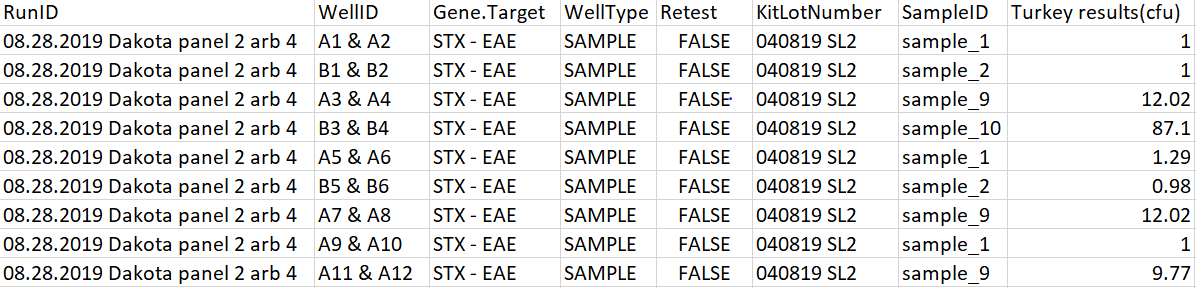 RunID WellID Gene.Target WellType Retest KitLotNumber SampleID Turkey results(cfu)
08.28.2019 Dakota panel 2 arb 4 A1 & A2 STX - EAE SAMPLE FALSE 040819 SL2 sample_1 1
08.28.2019 Dakota panel 2 arb 4 B1 & B2 STX - EAE SAMPLE FALSE 040819 SL2 sample_2 1
08.28.2019 Dakota panel 2 arb 4 A3 & A4 STX - EAE SAMPLE FALSE 040819 SL2 sample_9 12.02
08.28.2019 Dakota panel 2 arb 4 B3 & B4 STX - EAE SAMPLE FALSE 040819 SL2 sample_10 87.1
08.28.2019 Dakota panel 2 arb 4 A5 & A6 STX - EAE SAMPLE FALSE 040819 SL2 sample_1 1.29
08.28.2019 Dakota panel 2 arb 4 B5 & B6 STX - EAE SAMPLE FALSE 040819 SL2 sample_2 0.98
08.28.2019 Dakota panel 2 arb 4 A7 & A8 STX - EAE SAMPLE FALSE 040819 SL2 sample_9 12.02
08.28.2019 Dakota panel 2 arb 4 A9 & A10 STX - EAE SAMPLE FALSE 040819 SL2 sample_1 1
08.28.2019 Dakota panel 2 arb 4 A11 & A12 STX - EAE SAMPLE FALSE 040819 SL2 sample_9 9.77